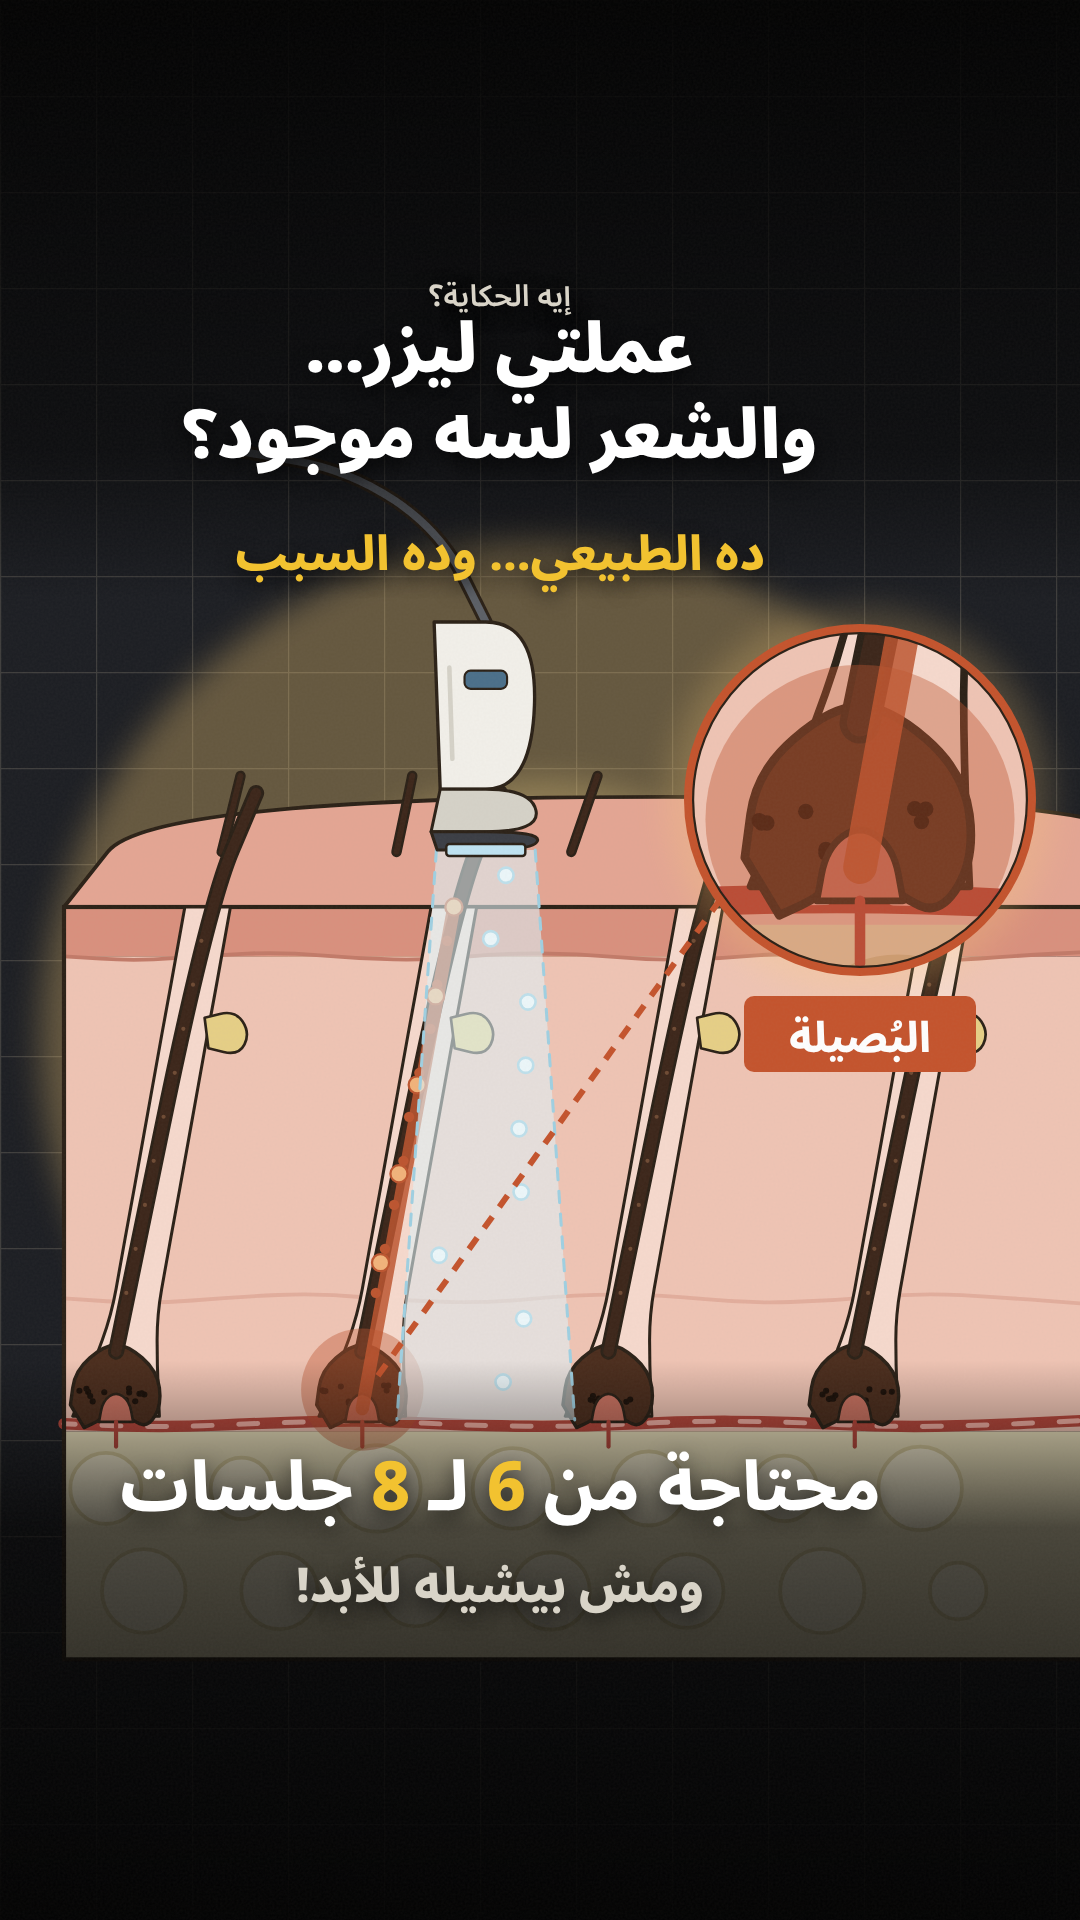 إيه الحكاية؟
عملتي ليزر...
والشعر لسه موجود؟
ده الطبيعي... وده السبب
البُصيلة
محتاجة من 6 لـ 8 جلسات
ومش بيشيله للأبد!